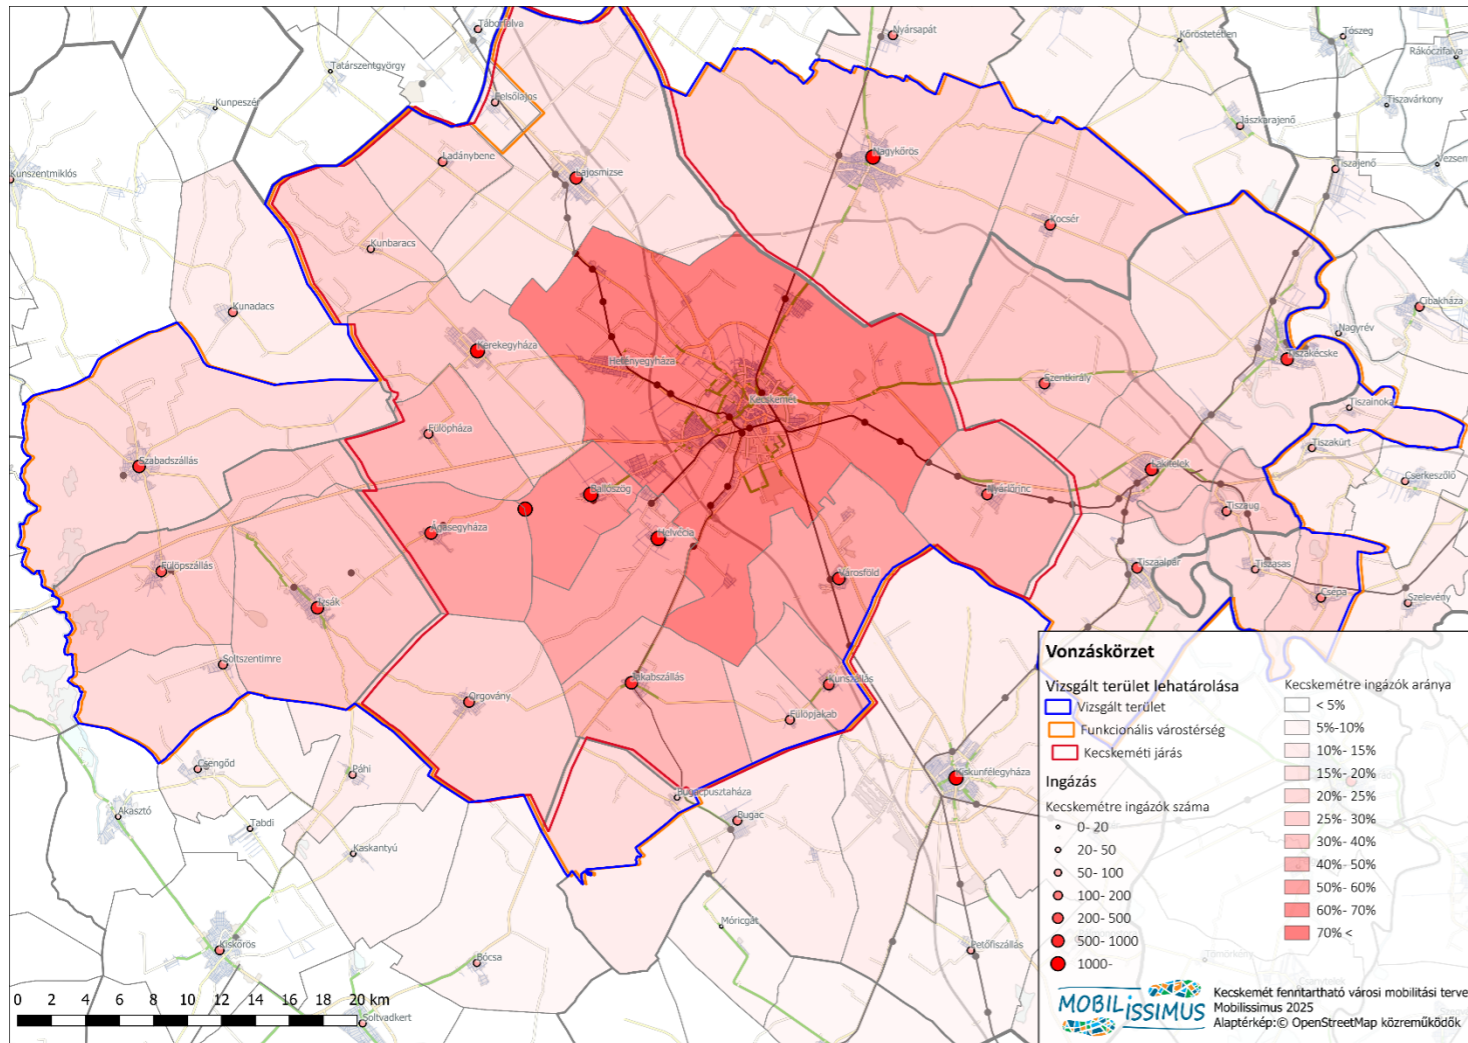 Táborfalva
Nyársapát
Kőröstetétlen
Tószeg
Rákóczifalva
Tatárszentgyörgy
Kunpeszér
Felsőlajos
Tiszavárkony
Jászkarajenő
Kunszentmiklós
Ladánybene
Lajosmizse
Nagykőrös
Tiszajenő
Kocsér
Kunbaracs
Kunadacs
Cibakháza
Nagyrév
Kerekegyháza
Hetényegyháza
Tiszakécske
Szentkirály
Kecskemét
Tiszainoka
Fülöpháza
Tiszakürt
Szabadszállás
Lakitelek
Cserkeszőlő
Ballószög
Nyárlőrinc
Tiszaug
Ágasegyháza
Helvécia
Fülöpszállás
Városföld
Tiszaalpár
Tiszasas
Izsák
Csépa
Szelevény
Soltszentimre
Jakabszállás
Kunszállás
Orgovány
Fülöpjakab
Csengőd
Páhi
Kiskunfélegyháza
Bugacpusztaháza
Akasztó
Tabdi
Bugac
Kaskantyú
Móricgát
Kiskőrös
Bócsa
Petőfiszállás
Soltvadkert
Vonzáskörzet
Vizsgált terület lehatárolása
Vizsgált terület
Funkcionális várostérség
Kecskeméti járás
Ingázás
Kecskemétre ingázók száma
0- 20
20- 50
50- 100
100- 200
200- 500
500- 1000
1000-
Kecskemétre ingázók aránya
< 5%
5%-10%
10%- 15%
15%- 20%
20%- 25%
25%- 30%
30%- 40%
40%- 50%
50%- 60%
60%- 70%
70% <
0 2 4 6 8 10 12 14 16 18 20 km
MOBILISSIMUS
Kecskemét fenntartható városi mobilitási terve
Mobilissimus 2025
Alaptérkép:© OpenStreetMap közreműködők